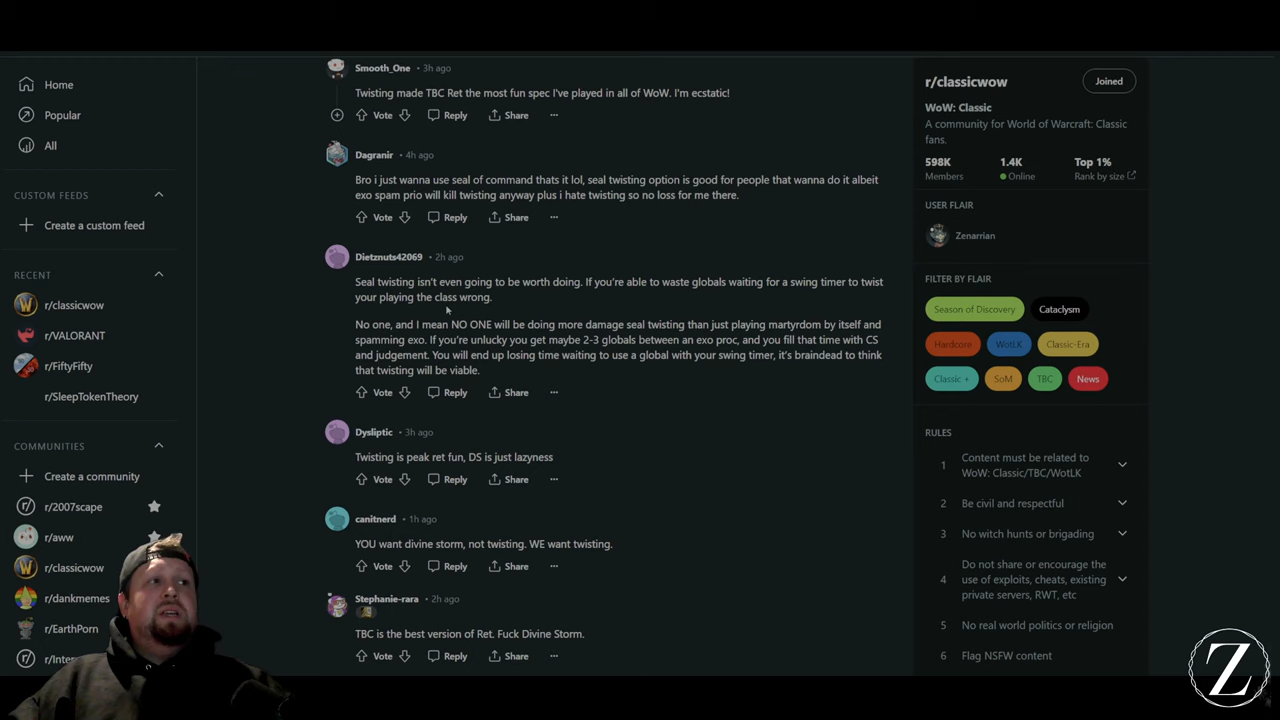 Home
Popular
All
CUSTOM FEEDS
Create a custom feed
RECENT
r/classicwow
r/VALORANT
r/FiftyFifty
r/SleepTokenTheory
COMMUNITIES
Create a community
r/2007scape
r/aww
r/classicwow
r/dankmemes
r/EarthPorn
r/Inter
Smooth_One • 3h ago
Twisting made TBC Ret the most fun spec I've played in all of WoW. I'm ecstatic!
Vote Reply Share
Dagranir • 4h ago
Bro i just wanna use seal of command thats it lol, seal twisting option is good for people that wanna do it albeit
exo spam prio will kill twisting anyway plus i hate twisting so no loss for me there.
Vote Reply Share
Dietznuts42069 • 2h ago
Seal twisting isn't even going to be worth doing. If you're able to waste globals waiting for a swing timer to twist
your playing the class wrong.
No one, and I mean NO ONE will be doing more damage seal twisting than just playing martyrdom by itself and
spamming exo. If you're unlucky you get maybe 2-3 globals between an exo proc, and you fill that time with CS
and judgement. You will end up losing time waiting to use a global with your swing timer, it's braindead to think
that twisting will be viable.
Vote Reply Share
Dysliptic • 3h ago
Twisting is peak ret fun, DS is just lazyness
Vote Reply Share
canitnerd • 1h ago
YOU want divine storm, not twisting. WE want twisting.
Vote Reply Share
Stephanie-rara • 2h ago
TBC is the best version of Ret. Fuck Divine Storm.
Vote Reply Share
r/classicwow Joined
WoW: Classic
A community for World of Warcraft: Classic
fans.
598K 1.4K Top 1%
Members Online Rank by size
USER FLAIR
Zenarrian
FILTER BY FLAIR
Season of Discovery Cataclysm
Hardcore WotLK Classic-Era
Classic + SoM TBC News
RULES
1 Content must be related to
WoW: Classic/TBC/WotLK
2 Be civil and respectful
3 No witch hunts or brigading
4 Do not share or encourage the
use of exploits, cheats, existing
private servers, RWT, etc
5 No real world politics or religion
6 Flag NSFW content
Z